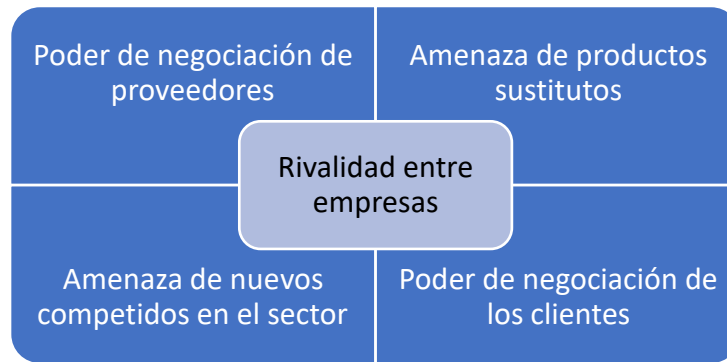 Poder de negociación de
proveedores
Amenaza de productos
sustitutos
Rivalidad entre
empresas
Amenaza de nuevos
competidos en el sector
Poder de negociación de
los clientes